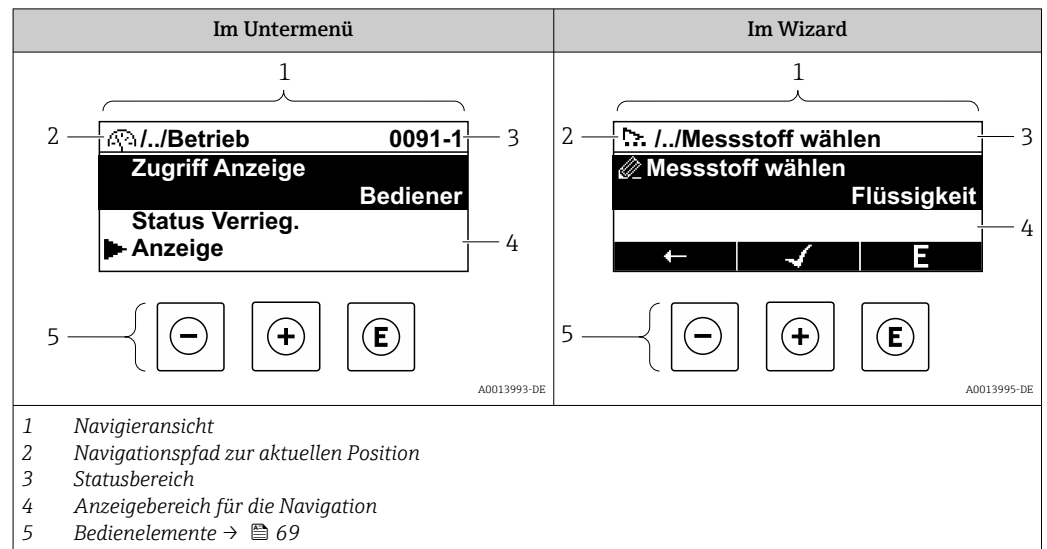 Im Untermenü
Im Wizard
1
2
/../Betrieb 0091-1
3
Zugriff Anzeige
Bediener
Status Verrieg.
Anzeige
4
5
- + E
A0013993-DE
1
2
/../Messstoff wählen
3
Messstoff wählen
Flüssigkeit
4
← ✓ E
5
- + E
A0013995-DE
1 Navigieransicht
2 Navigationspfad zur aktuellen Position
3 Statusbereich
4 Anzeigebereich für die Navigation
5 Bedienelemente → 69